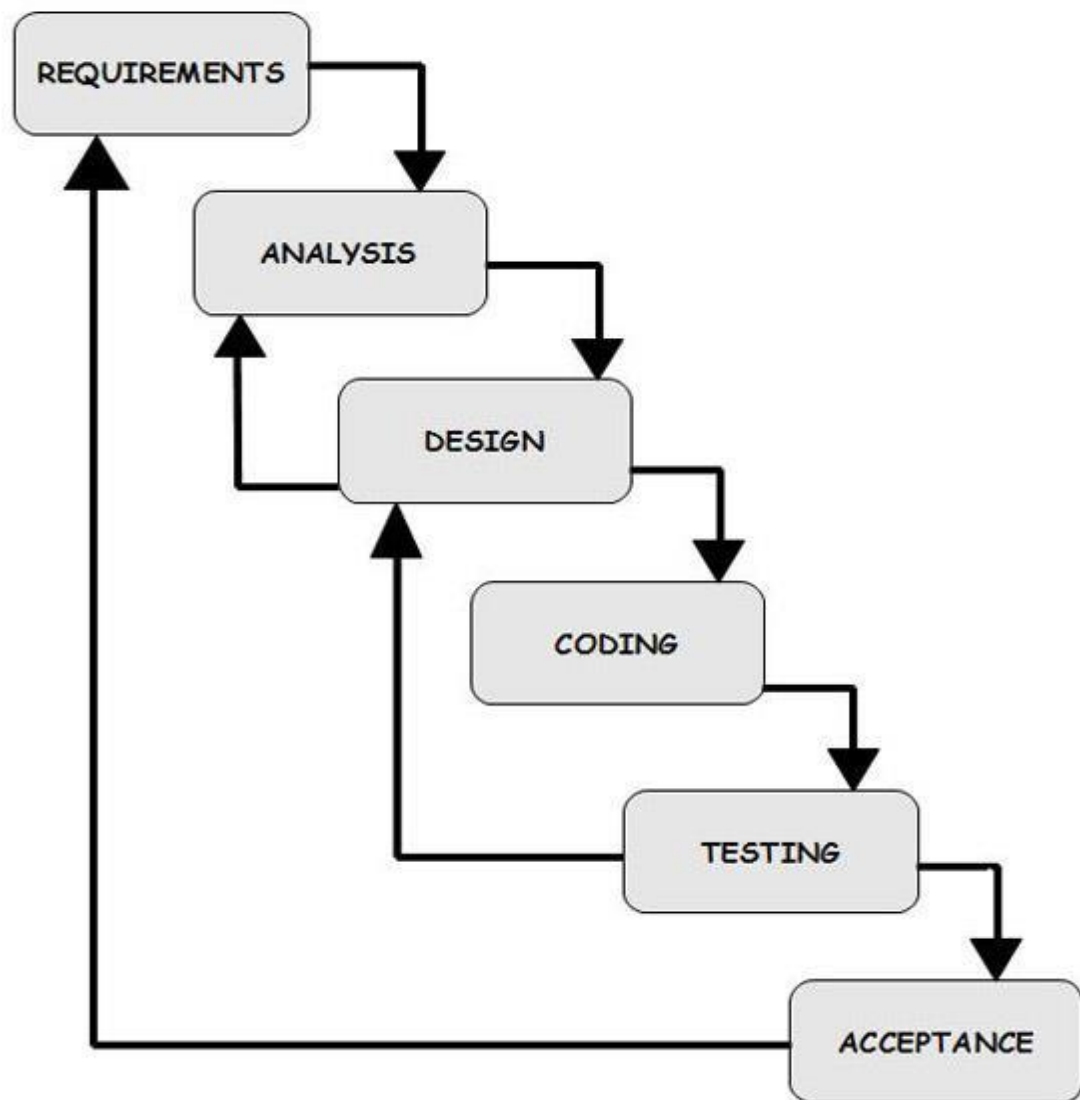 REQUIREMENTS
ANALYSIS
DESIGN
CODING
TESTING
ACCEPTANCE